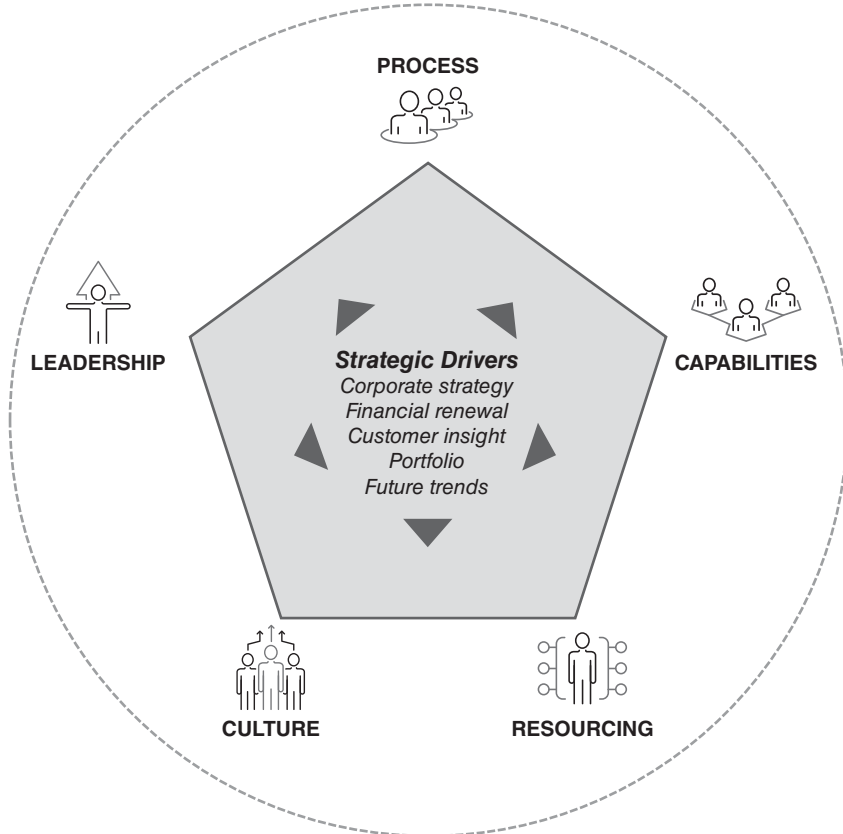 PROCESS
LEADERSHIP
CAPABILITIES
Strategic Drivers
Corporate strategy
Financial renewal
Customer insight
Portfolio
Future trends
CULTURE
RESOURCING